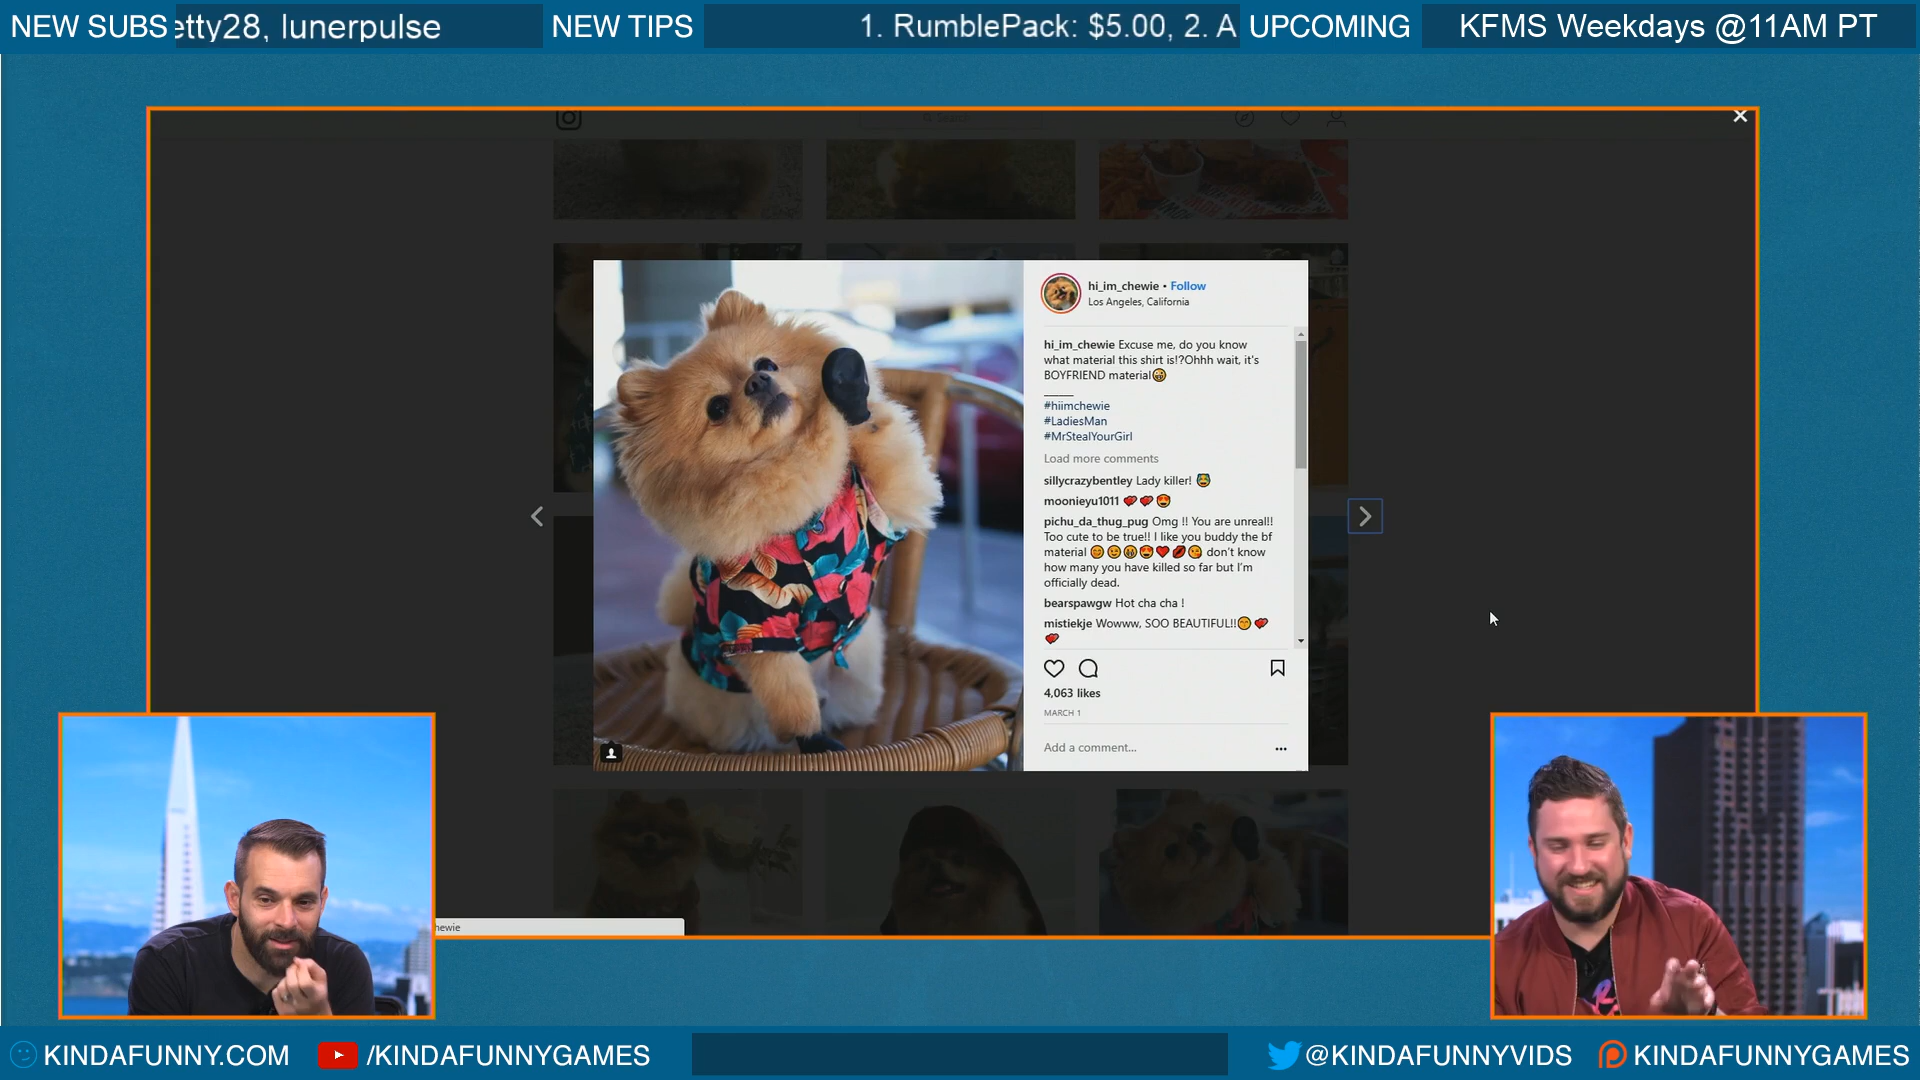 NEW SUBS etty28, lunerpulse NEW TIPS 1. RumblePack: $5.00, 2. A UPCOMING KFMS Weekdays @11AM PT
Search
hi_im_chewie • Follow
Los Angeles, California
hi_im_chewie Excuse me, do you know
what material this shirt is!?Ohhh wait, it's
BOYFRIEND material😜
_____
#hiimchewie
#LadiesMan
#MrStealYourGirl
Load more comments
sillycrazybentley Lady killer!
moonieyu1011
pichu_da_thug_pug Omg !! You are unreal!!
Too cute to be true!! I like you buddy the bf
material don't know
how many you have killed so far but I'm
officially dead.
bearspawgw Hot cha cha !
mistiekje Wowww, SOO BEAUTIFUL!!
4,063 likes
MARCH 1
Add a comment...
hewie
KINDAFUNNY.COM /KINDAFUNNYGAMES @KINDAFUNNYVIDS KINDAFUNNYGAMES